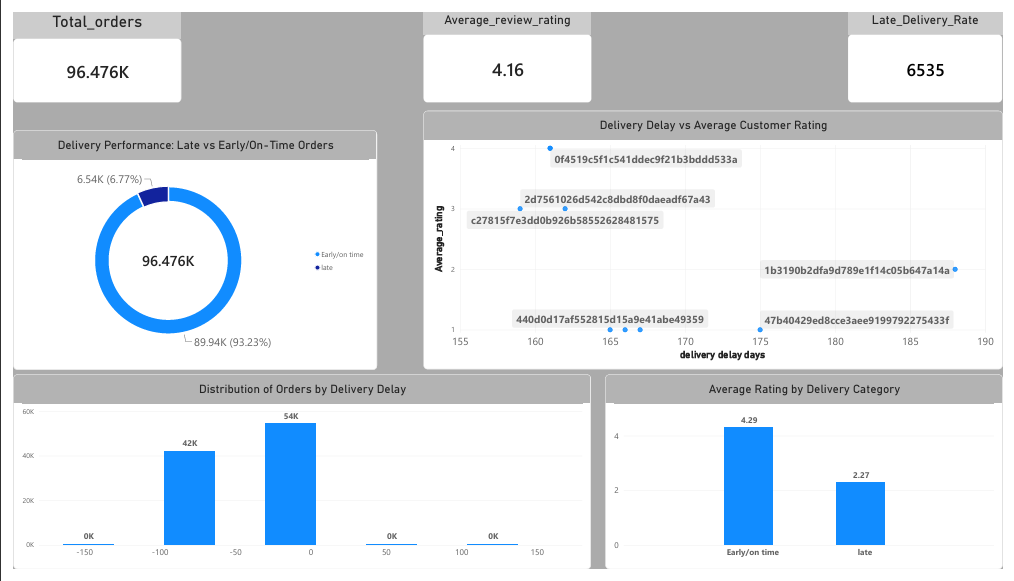 Total_orders
96.476K
Average_review_rating
4.16
Late_Delivery_Rate
6535
Delivery Performance: Late vs Early/On-Time Orders
6.54K (6.77%)
96.476K
Early/on time
late
89.94K (93.23%)
Delivery Delay vs Average Customer Rating
Average_rating
4
3
2
1
0f4519c5f1c541ddec9f21b3bddd533a
2d7561026d542c8dbd8f0daeadf67a43
c27815f7e3dd0b926b58552628481575
1b3190b2dfa9d789e1f14c05b647a14a
440d0d17af552815d15a9e41abe49359
47b40429ed8cce3aee9199792275433f
155 160 165 170 175 180 185 190
delivery delay days
Distribution of Orders by Delivery Delay
60K
40K
20K
0K
0K 42K 54K 0K 0K
-150 -100 -50 0 50 100 150
Average Rating by Delivery Category
4
2
0
4.29
2.27
Early/on time late